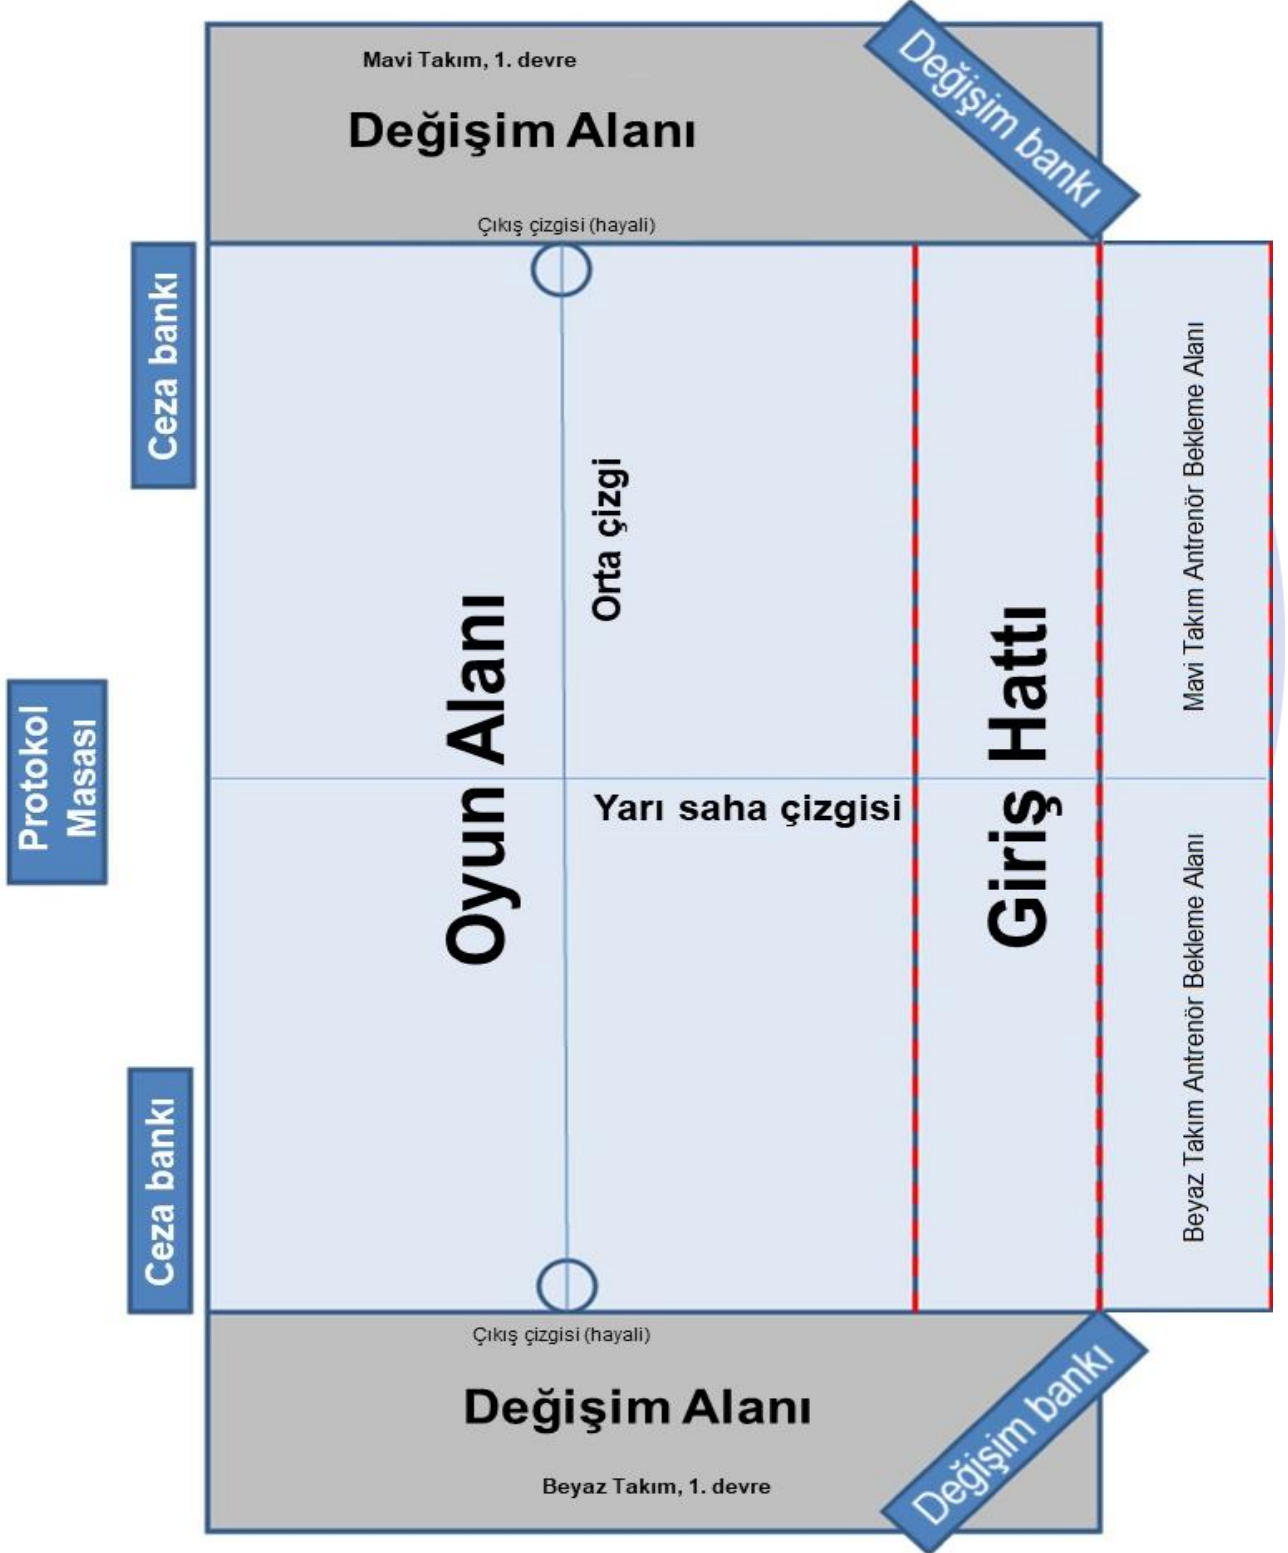 Mavi Takım, 1. devre
Değişim Alanı
Değişim bankı
Çıkış çizgisi (hayali)
Ceza bankı
Orta çizgi
Mavi Takım Antrenör Bekleme Alanı
Protokol
Masası
Oyun Alanı
Yarı saha çizgisi
Giriş Hattı
Beyaz Takım Antrenör Bekleme Alanı
Ceza bankı
Çıkış çizgisi (hayali)
Değişim Alanı
Değişim bankı
Beyaz Takım, 1. devre